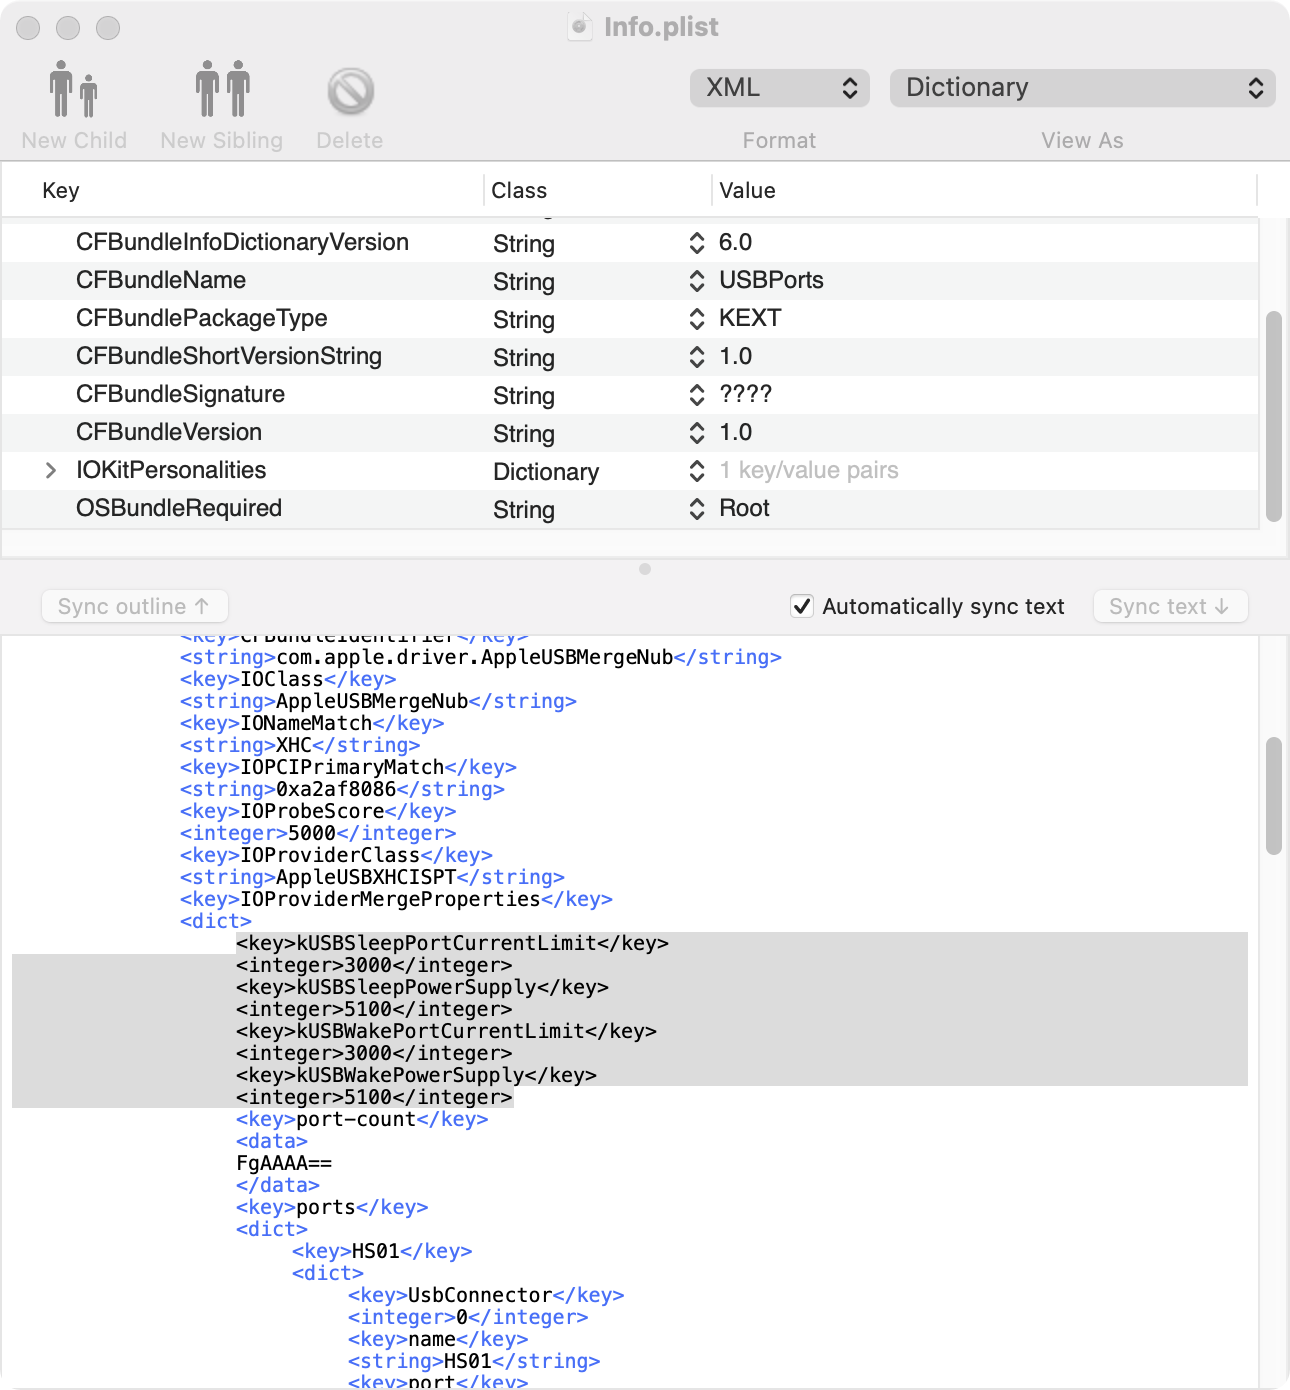 Info.plist
New Child
New Sibling
Delete
XML
Format
Dictionary
View As
Key Class Value
CFBundleInfoDictionaryVersion String 6.0
CFBundleName String USBPorts
CFBundlePackageType String KEXT
CFBundleShortVersionString String 1.0
CFBundleSignature String ????
CFBundleVersion String 1.0
IOKitPersonalities Dictionary 1 key/value pairs
OSBundleRequired String Root
Sync outline ↑ Automatically sync text Sync text ↓
<key>CFBundleIdentifier</key>
<string>com.apple.driver.AppleUSBMergeNub</string>
<key>IOClass</key>
<string>AppleUSBMergeNub</string>
<key>IONameMatch</key>
<string>XHC</string>
<key>IOPCIPrimaryMatch</key>
<string>0xa2af8086</string>
<key>IOProbeScore</key>
<integer>5000</integer>
<key>IOProviderClass</key>
<string>AppleUSBXHCISPT</string>
<key>IOProviderMergeProperties</key>
<dict>
<key>kUSBSleepPortCurrentLimit</key>
<integer>3000</integer>
<key>kUSBSleepPowerSupply</key>
<integer>5100</integer>
<key>kUSBWakePortCurrentLimit</key>
<integer>3000</integer>
<key>kUSBWakePowerSupply</key>
<integer>5100</integer>
<key>port-count</key>
<data>
FgAAAA==
</data>
<key>ports</key>
<dict>
<key>HS01</key>
<dict>
<key>UsbConnector</key>
<integer>0</integer>
<key>name</key>
<string>HS01</string>
<key>port</key>